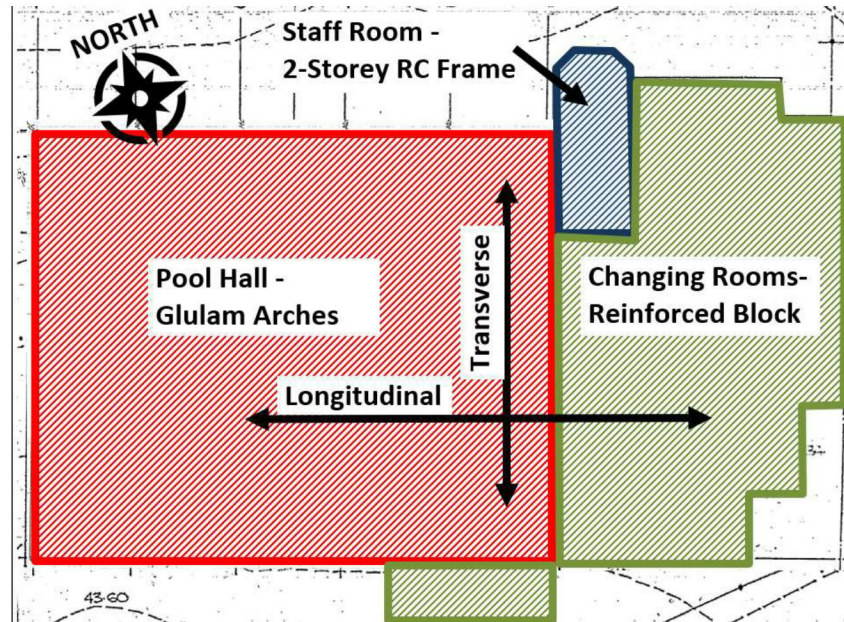 NORTH
Staff Room -
2-Storey RC Frame
Pool Hall -
Glulam Arches
Transverse
Changing Rooms-
Reinforced Block
Longitudinal
43.60